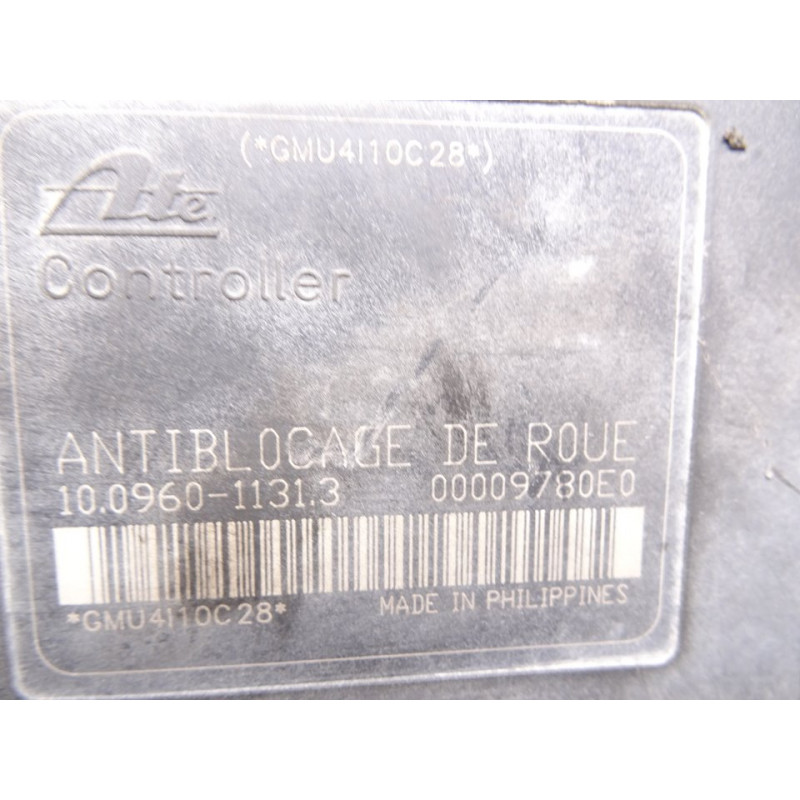 (*GMU4I10C28*)
Ate
Controller
ANTIBLOCAGE DE ROUE
10.0960-1131.3 00009780E0
*GMU4I10C28* MADE IN PHILIPPINES